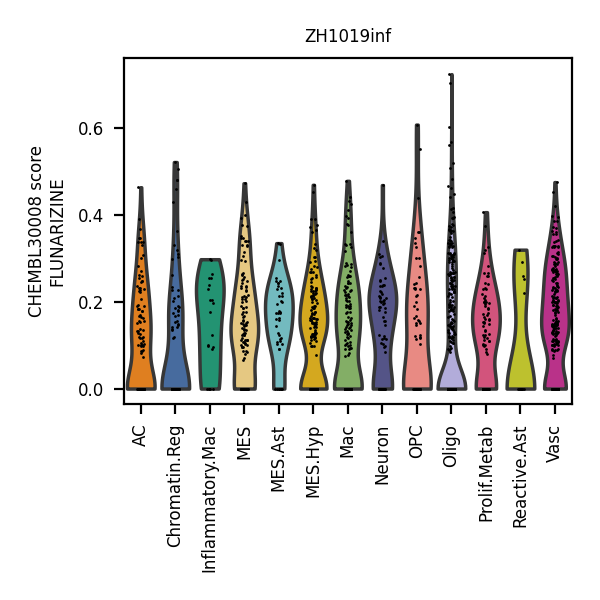 ZH1019inf
CHEMBL30008 score
FLUNARIZINE
0.6
0.4
0.2
0.0
AC
Chromatin.Reg
Inflammatory.Mac
MES
MES.Ast
MES.Hyp
Mac
Neuron
OPC
Oligo
Prolif.Metab
Reactive.Ast
Vasc